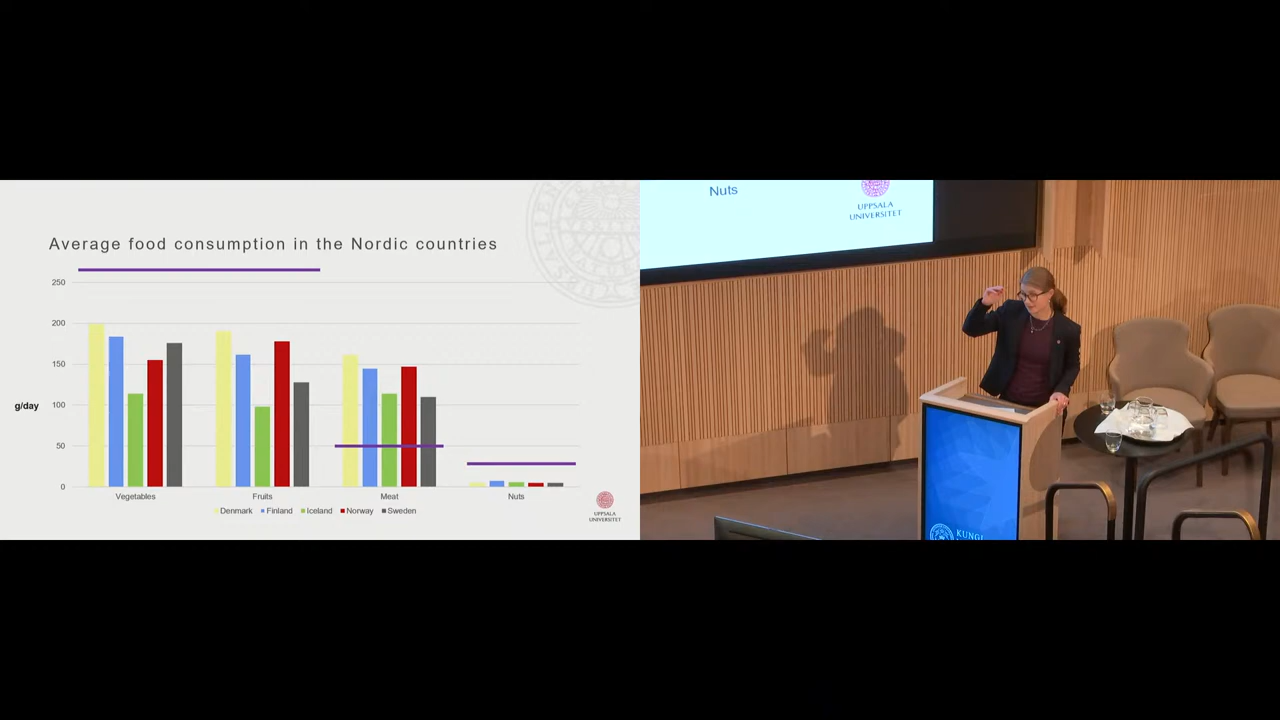 Average food consumption in the Nordic countries
250
200
150
100
50
0
g/day
Vegetables
Fruits
Meat
Nuts
Denmark
Finland
Iceland
Norway
Sweden
UPPSALA
UNIVERSITET
Nuts
UPPSALA
UNIVERSITET
KUNGL